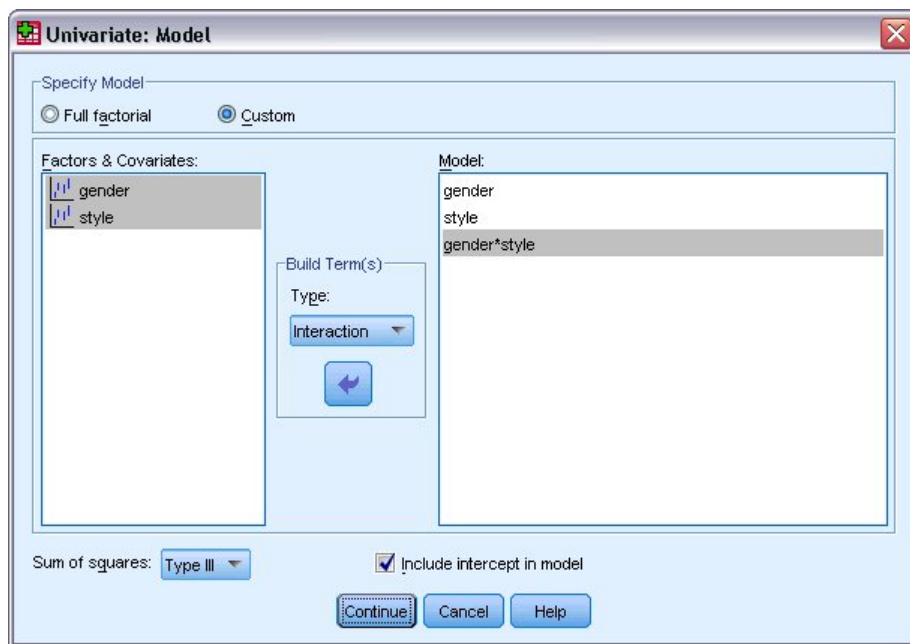 Univariate: Model
Specify Model
Full factorial
Custom
Factors & Covariates:
gender
style
Build Term(s)
Type:
Interaction
Model:
gender
style
gender*style
Sum of squares: Type III
Include intercept in model
Continue
Cancel
Help